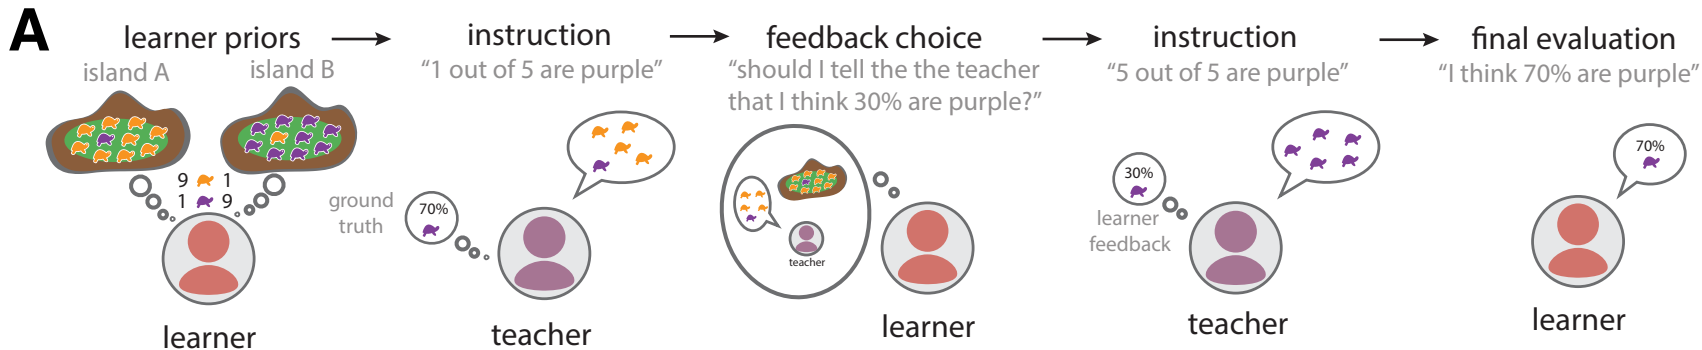 A
learner priors
island A
island B
9 1
1 9
learner
instruction
“1 out of 5 are purple”
ground
truth
70%
teacher
feedback choice
“should I tell the the teacher
that I think 30% are purple?”
teacher
learner
instruction
“5 out of 5 are purple”
30%
learner
feedback
teacher
final evaluation
“I think 70% are purple”
70%
learner